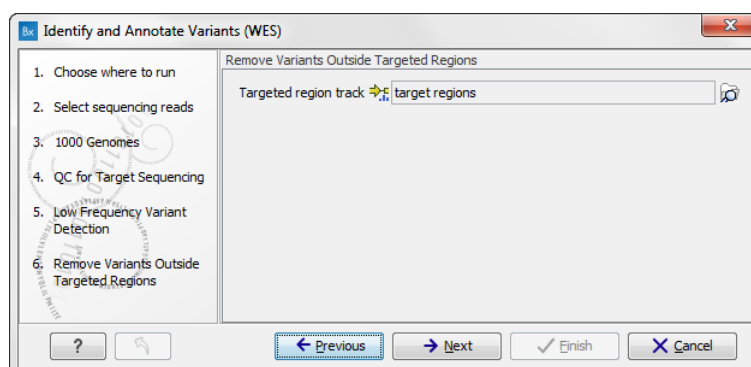 Bx Identify and Annotate Variants (WES)
X
1. Choose where to run
2. Select sequencing reads
3. 1000 Genomes
4. QC for Target Sequencing
5. Low Frequency Variant
Detection
6. Remove Variants Outside
Targeted Regions
Remove Variants Outside Targeted Regions
Targeted region track target regions
? Previous Next Finish Cancel